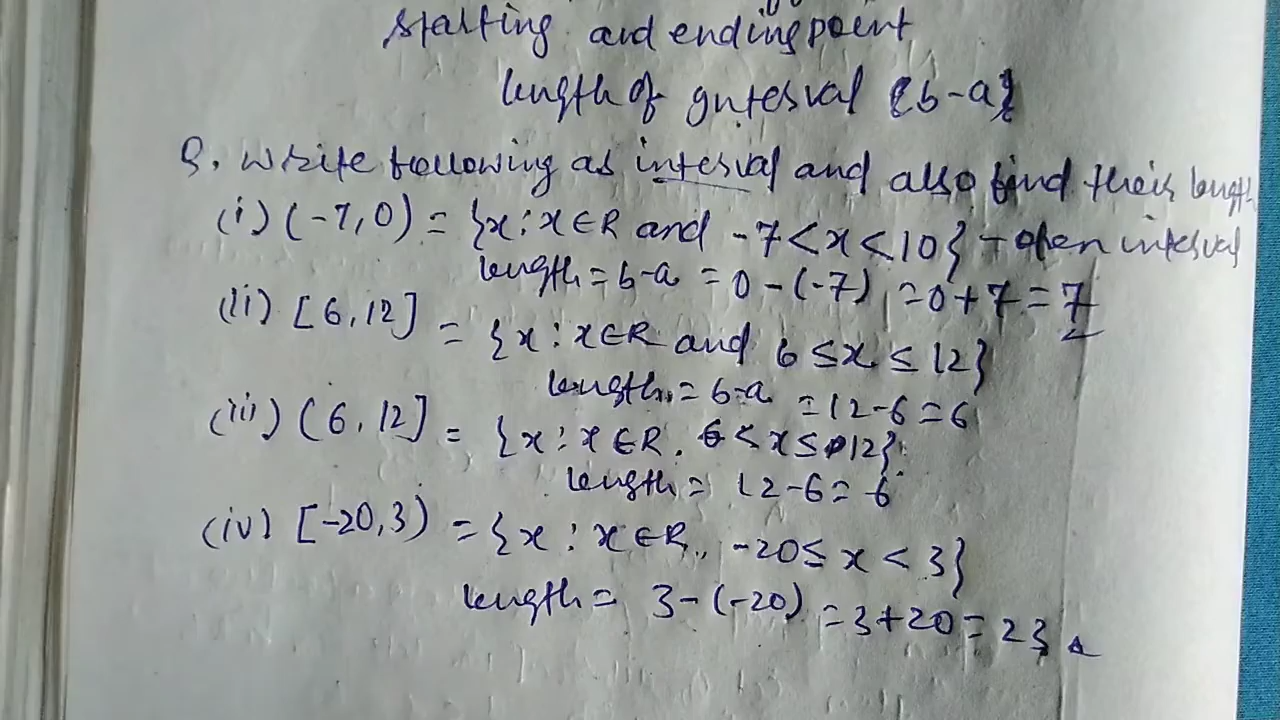 starting and ending point
length of interval {b-a}
Q. Write following as interval and also find their length
(i) (-7,0) = {x : x ∈ R and -7 < x < 10} → open interval
length = b-a = 0-(-7) = 0+7 = 7
(ii) [6,12] = {x : x ∈ R and 6 ≤ x ≤ 12}
length = b-a = 12-6 = 6
(iii) (6,12] = {x : x ∈ R, 6 < x ≤ 12}
length = 12-6 = 6
(iv) [-20,3) = {x : x ∈ R, -20 ≤ x < 3}
length = 3-(-20) = 3+20 = 23